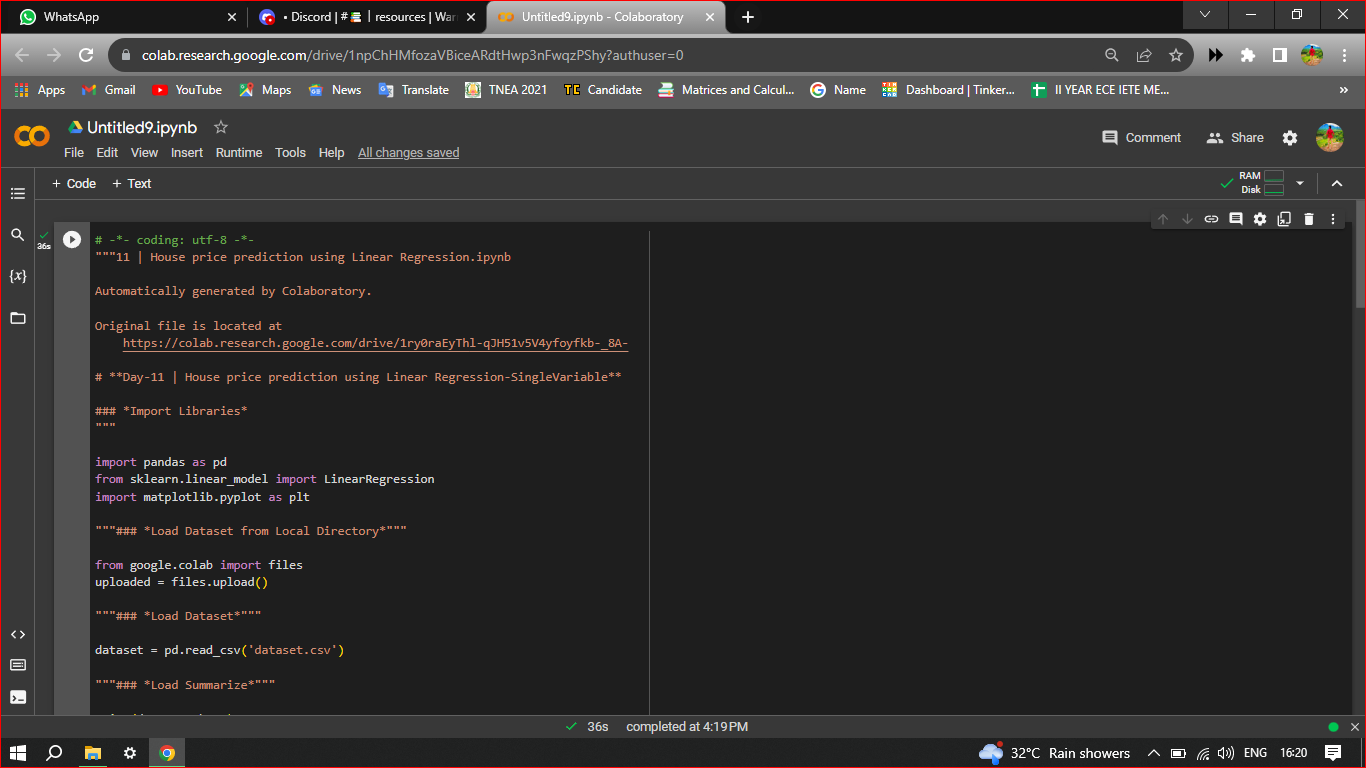 WhatsApp
• Discord | # | resources | War
Untitled9.ipynb - Colaboratory
colab.research.google.com/drive/1npChHMfozaVBiceARdtHwp3nFwqzPShy?authuser=0
Apps
Gmail
YouTube
Maps
News
Translate
TNEA 2021
Candidate
Matrices and Calcul...
Name
Dashboard | Tinker...
II YEAR ECE IETE ME...
»
Untitled9.ipynb
File Edit View Insert Runtime Tools Help All changes saved
Comment
Share
+ Code + Text
RAM
Disk
36s
{x}
# -*- coding: utf-8 -*-
"""11 | House price prediction using Linear Regression.ipynb
Automatically generated by Colaboratory.
Original file is located at
https://colab.research.google.com/drive/1ry0raEyThl-qJH51v5V4yfoyfkb-_8A-
# **Day-11 | House price prediction using Linear Regression-SingleVariable**
### *Import Libraries*
"""
import pandas as pd
from sklearn.linear_model import LinearRegression
import matplotlib.pyplot as plt
"""### *Load Dataset from Local Directory*"""
from google.colab import files
uploaded = files.upload()
"""### *Load Dataset*"""
dataset = pd.read_csv('dataset.csv')
"""### *Load Summarize*"""
36s completed at 4:19 PM
32°C Rain showers
ENG
16:20